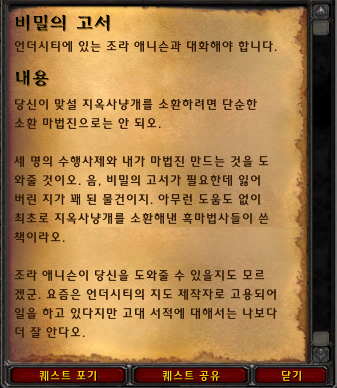 비밀의 고서
언더시티에 있는 조라 애니슨과 대화해야 합니다.
내용
당신이 맞설 지옥사냥개를 소환하려면 단순한
소환 마법진으로는 안 되오.
세 명의 수행사제와 내가 마법진 만드는 것을 도
와줄 것이오. 음, 비밀의 고서가 필요한데 잃어
버린 지가 꽤 된 물건이지. 아무런 도움도 없이
최초로 지옥사냥개를 소환해낸 흑마법사들이 쓴
책이라오.
조라 애니슨이 당신을 도와줄 수 있을지도 모르
겠군. 요즘은 언더시티의 지도 제작자로 고용되어
일을 하고 있다지만 고대 서적에 대해서는 나보다
더 잘 안다오.
퀘스트 포기
퀘스트 공유
닫기